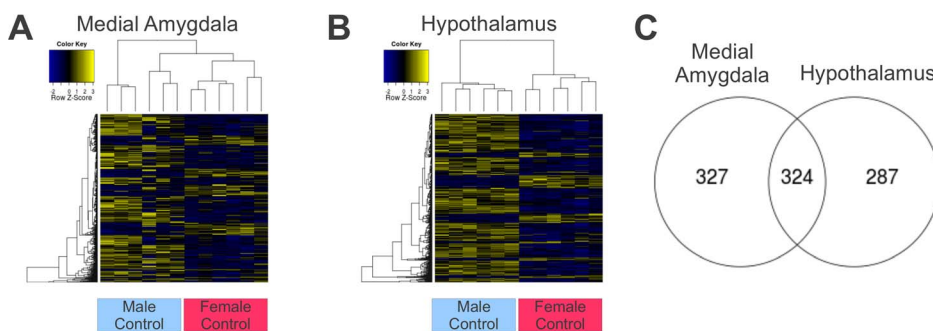 A
Medial Amygdala
Color Key
-2 0 1 2 3
Row Z-Score
Male
Control
Female
Control
B
Hypothalamus
Color Key
-2 0 1 2 3
Row Z-Score
Male
Control
Female
Control
C
Medial
Amygdala
Hypothalamus
327
324
287